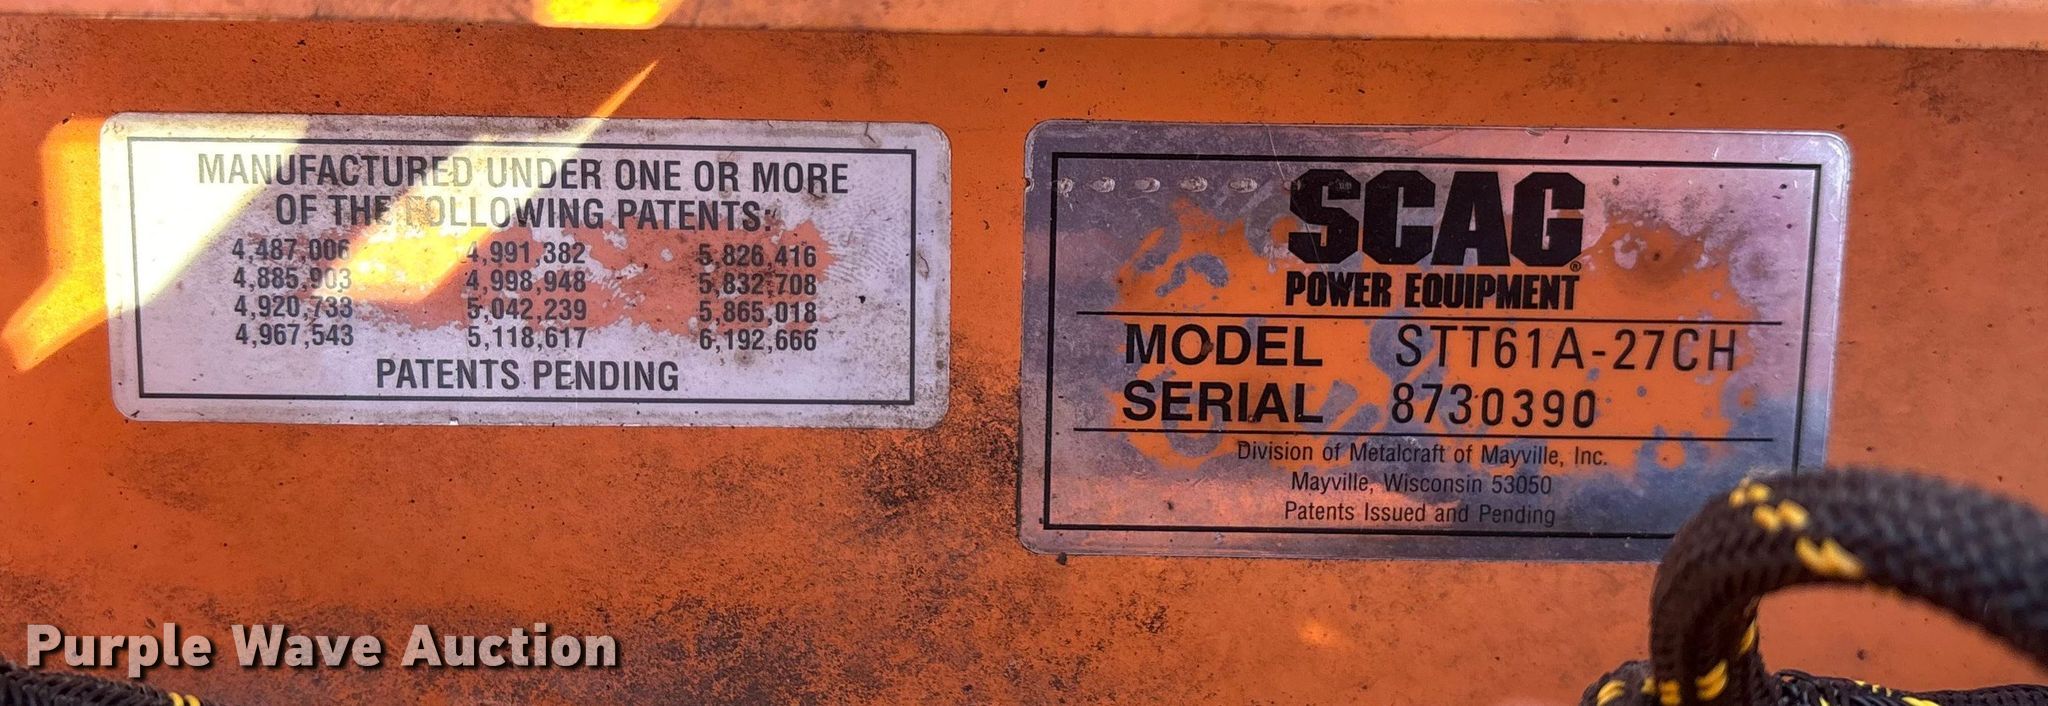 MANUFACTURED UNDER ONE OR MORE
OF THE FOLLOWING PATENTS:
4,487,006 4,991,382 5,826,416
4,885,903 4,998,948 5,832,708
4,920,733 5,042,239 5,865,018
4,967,543 5,118,617 6,192,666
PATENTS PENDING
SCAG®
POWER EQUIPMENT
MODEL STT61A-27CH
SERIAL 8730390
Division of Metalcraft of Mayville, Inc.
Mayville, Wisconsin 53050
Patents Issued and Pending
Purple Wave Auction